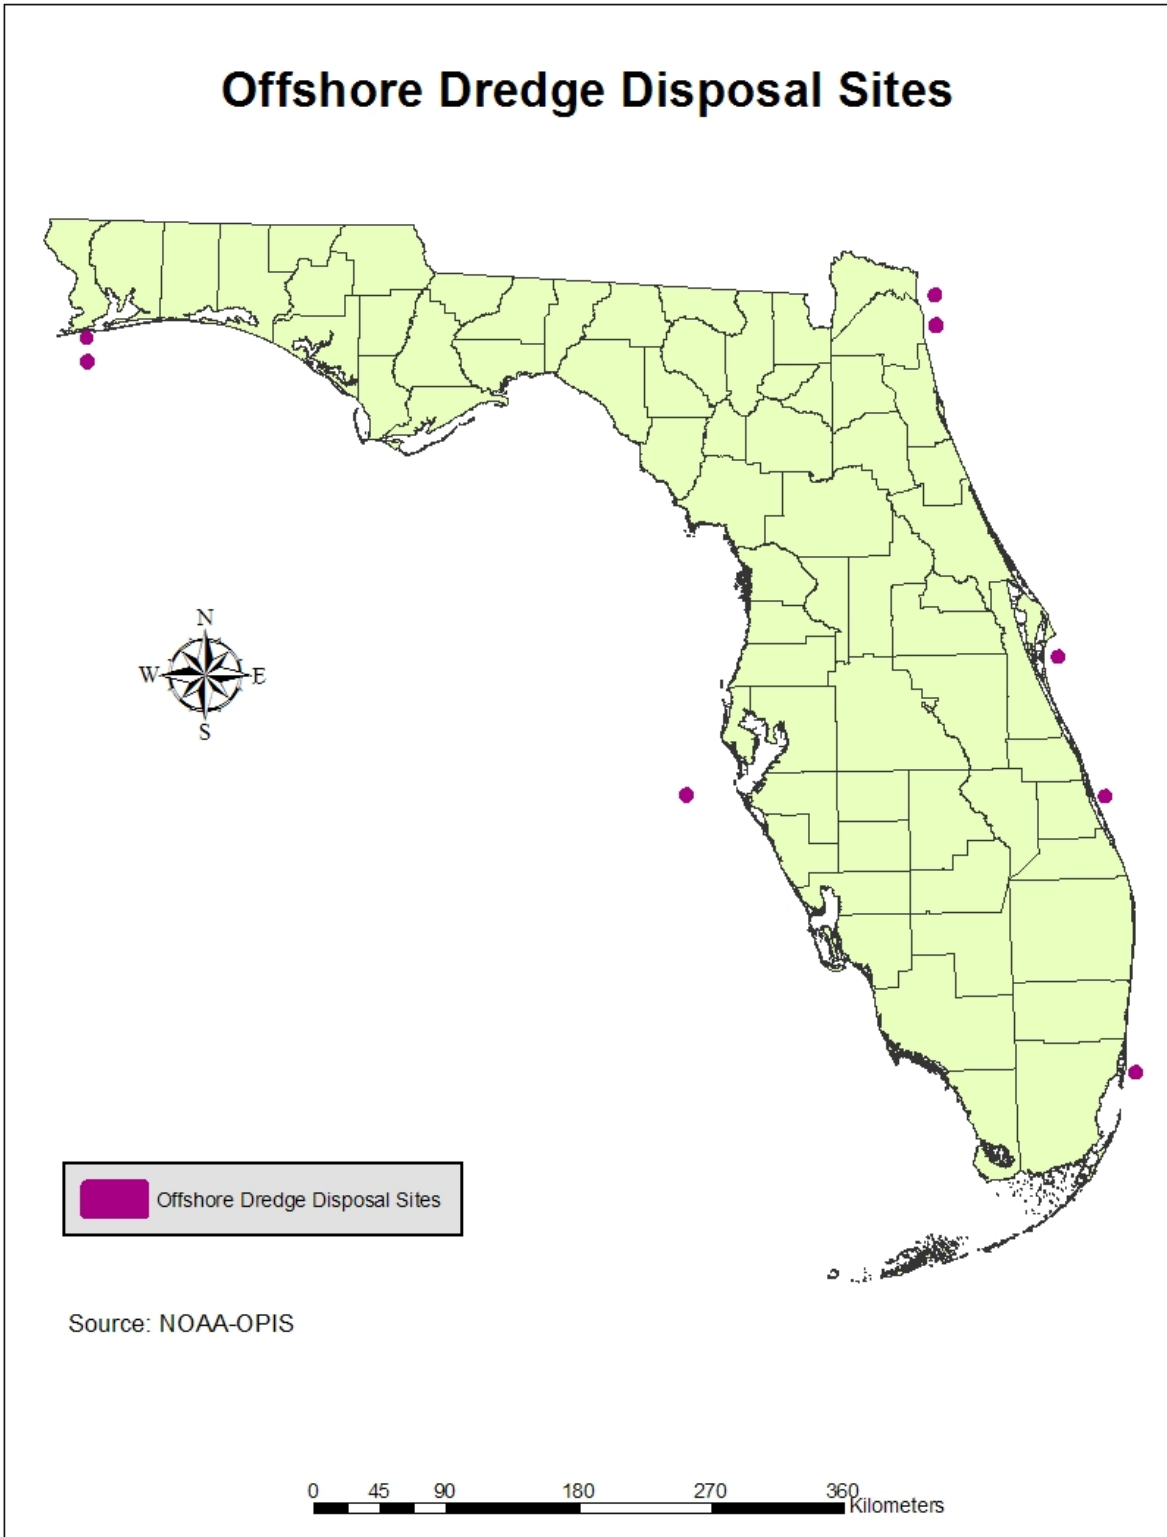 Offshore Dredge Disposal Sites
N
W E
S
Offshore Dredge Disposal Sites
Source: NOAA-OPIS
0 45 90 180 270 360
Kilometers